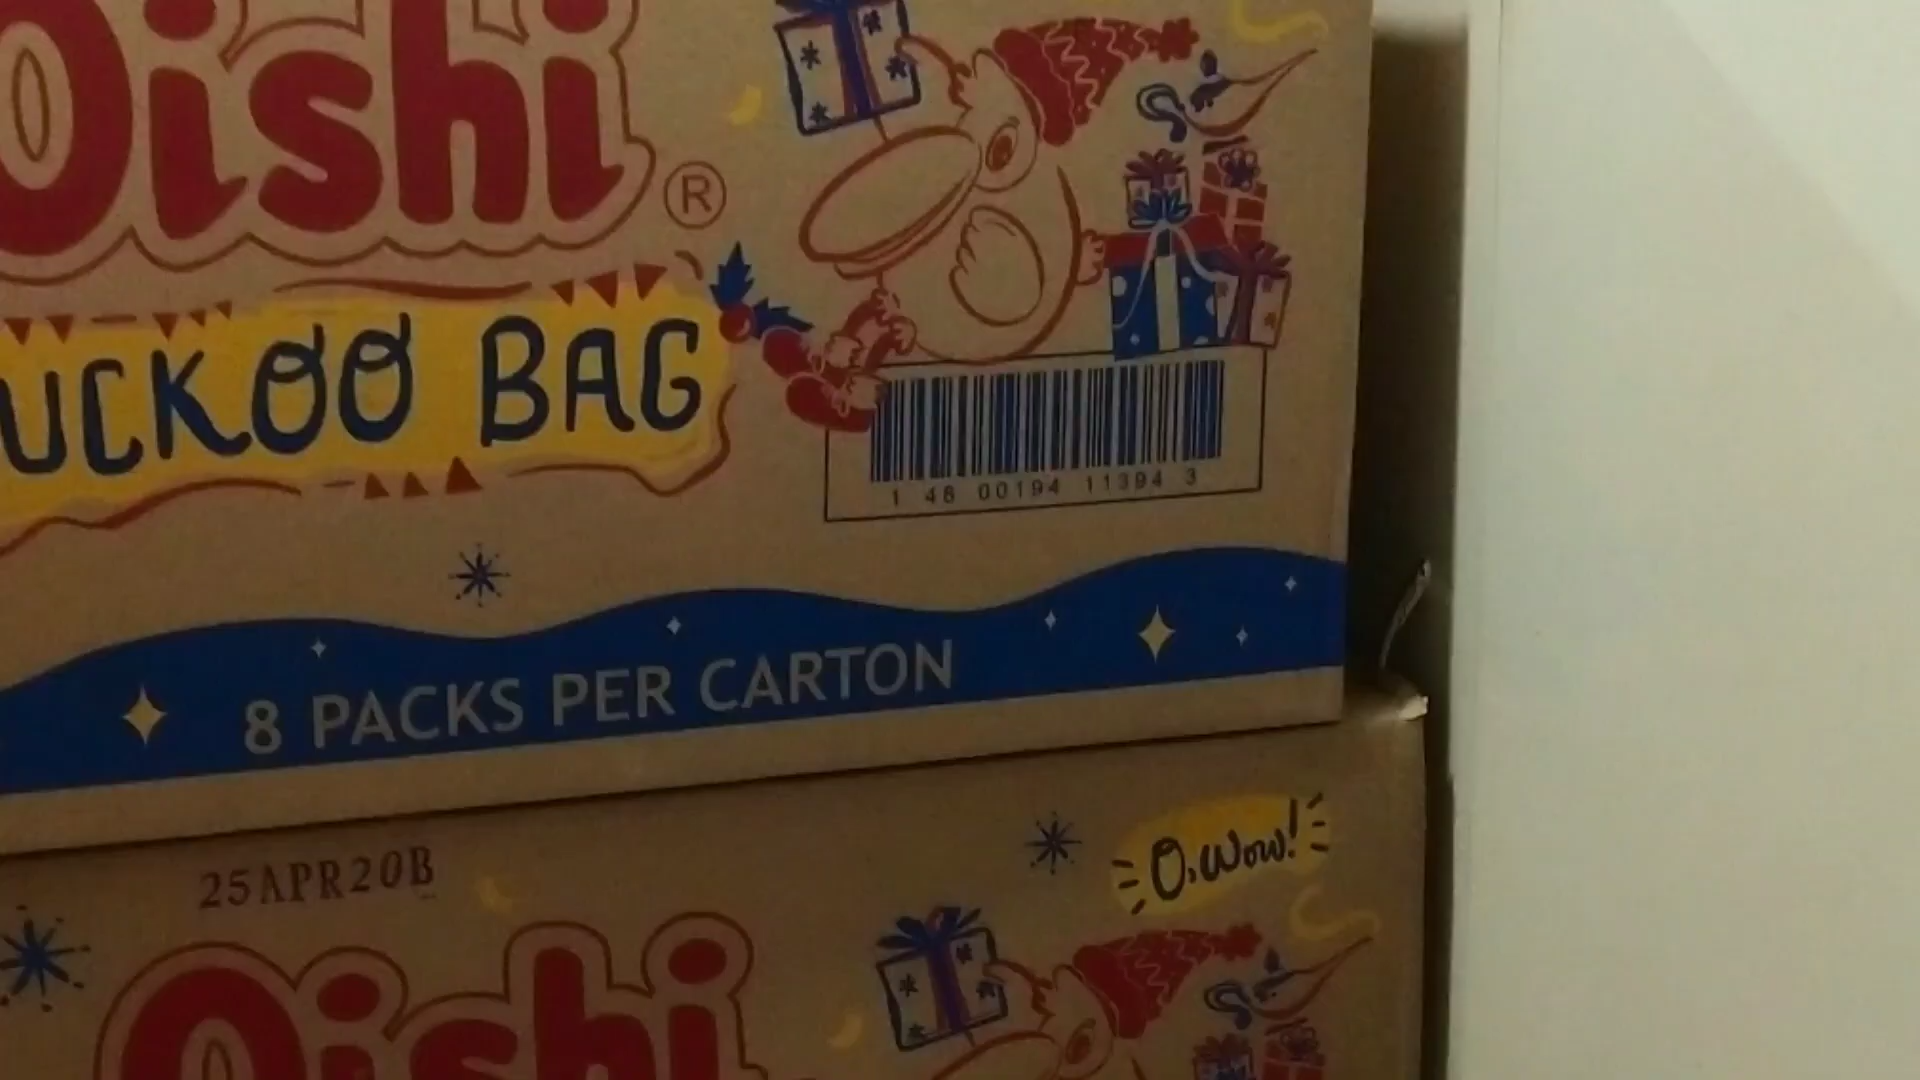 Oishi®
UCKOO BAG
1 48 00194 11394 3
8 PACKS PER CARTON
25APR20B
O, Wow!
Oishi